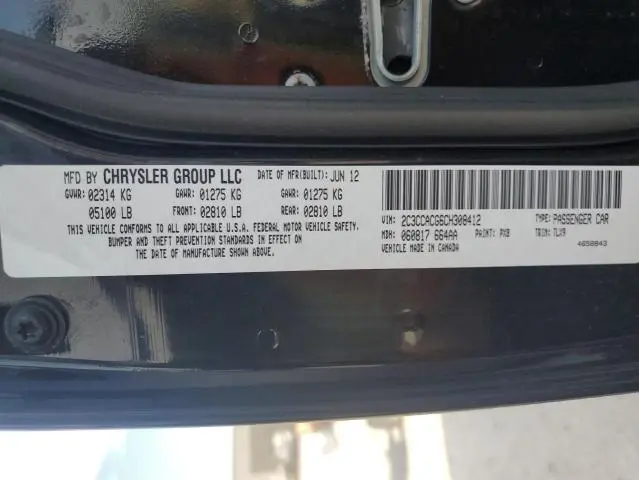 MFD BY CHRYSLER GROUP LLC DATE OF MFR(BUILT): JUN 12
GVWR: 02314 KG GAWR: 01275 KG GAWR: 01275 KG
05100 LB FRONT: 02810 LB REAR: 02810 LB
THIS VEHICLE CONFORMS TO ALL APPLICABLE U.S.A. FEDERAL MOTOR VEHICLE SAFETY,
BUMPER AND THEFT PREVENTION STANDARDS IN EFFECT ON
THE DATE OF MANUFACTURE SHOWN ABOVE.
VIN: 2C3CCACG6CH308412 TYPE: PASSENGER CAR
MDH: 060817 664AA PAINT: PXB TRIM: TLX9
VEHICLE MADE IN CANADA 4658843